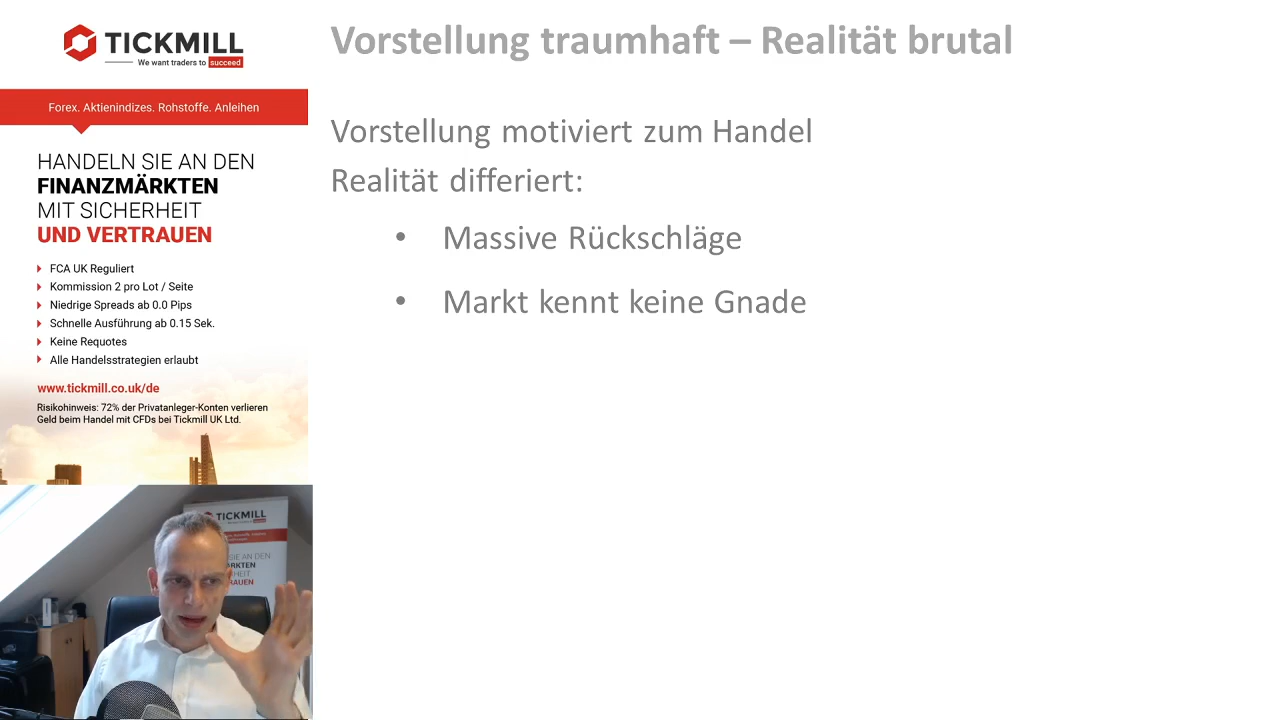 TICKMILL
We want traders to succeed
Forex. Aktienindizes. Rohstoffe. Anleihen
HANDELN SIE AN DEN
FINANZMÄRKTEN
MIT SICHERHEIT
UND VERTRAUEN
FCA UK Reguliert
Kommission 2 pro Lot / Seite
Niedrige Spreads ab 0.0 Pips
Schnelle Ausführung ab 0.15 Sek.
Keine Requotes
Alle Handelsstrategien erlaubt
www.tickmill.co.uk/de
Risikohinweis: 72% der Privatanleger-Konten verlieren
Geld beim Handel mit CFDs bei Tickmill UK Ltd.
Vorstellung traumhaft – Realität brutal
Vorstellung motiviert zum Handel
Realität differiert:
• Massive Rückschläge
• Markt kennt keine Gnade
TICKMILL
SIE AN DEN